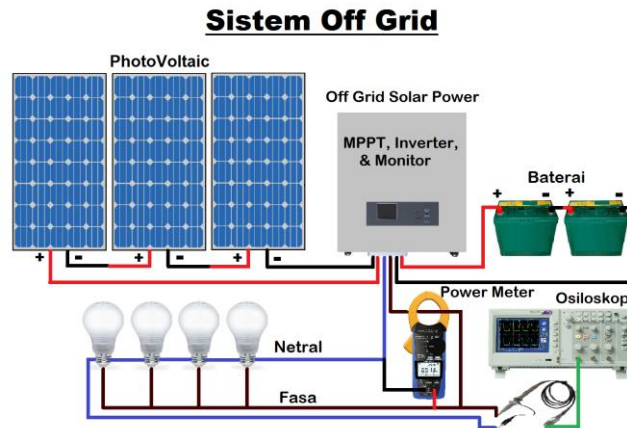 Sistem Off Grid
PhotoVoltaic
Off Grid Solar Power
MPPT, Inverter,
& Monitor
Baterai
+ - + -
+ - + - + -
Power Meter
Osiloskop
Netral
Fasa